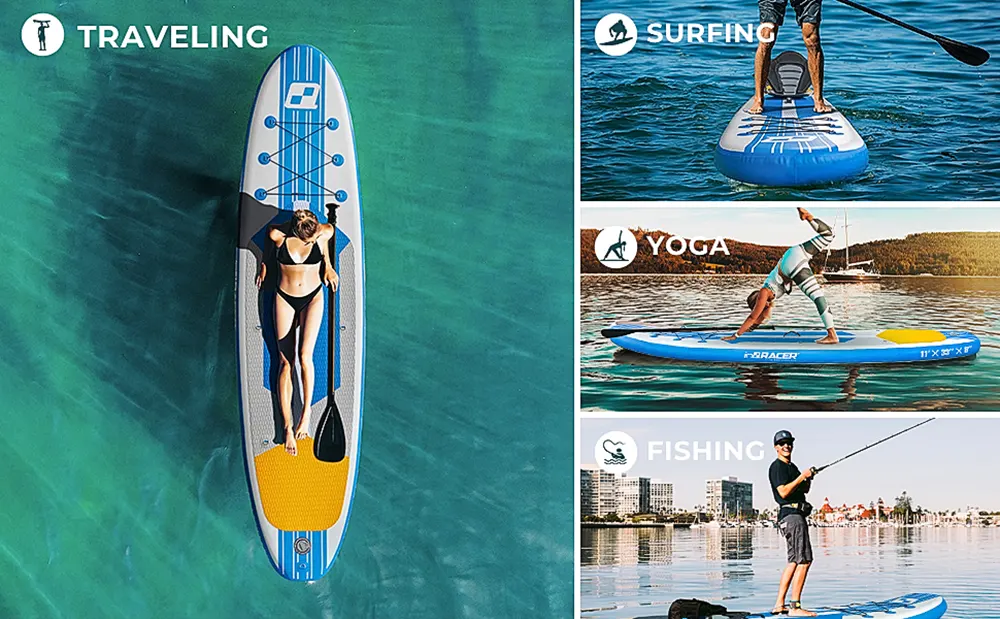 TRAVELING
SURFING
YOGA
RACER
11' X 33" X 6"
FISHING